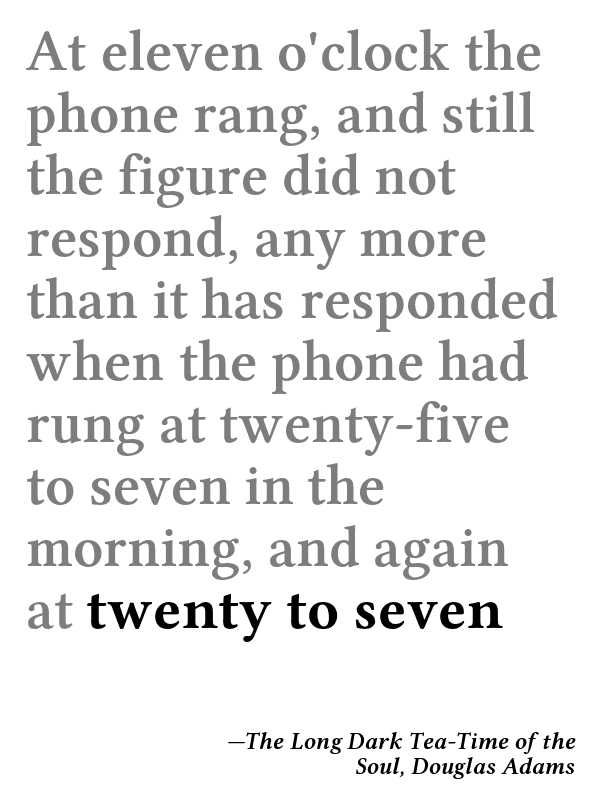 At eleven o'clock the
phone rang, and still
the figure did not
respond, any more
than it has responded
when the phone had
rung at twenty-five
to seven in the
morning, and again
at twenty to seven
—The Long Dark Tea-Time of the
Soul, Douglas Adams